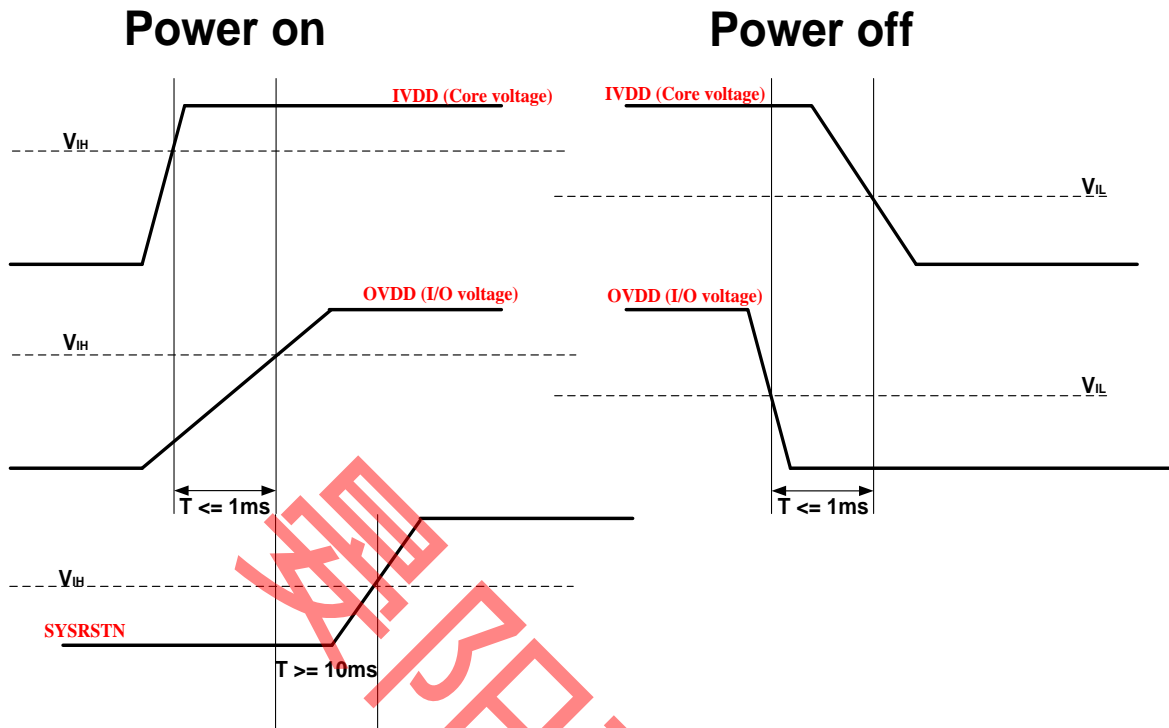 Power on
Power off
IVDD (Core voltage)
IVDD (Core voltage)
VIH
VIL
OVDD (I/O voltage)
OVDD (I/O voltage)
VIH
VIL
T <= 1ms
T <= 1ms
VIH
SYSRSTN
T >= 10ms